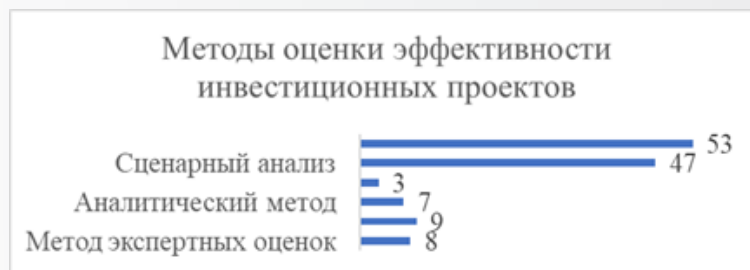 Методы оценки эффективности
инвестиционных проектов
53
Сценарный анализ 47
3
Аналитический метод 7
9
Метод экспертных оценок 8